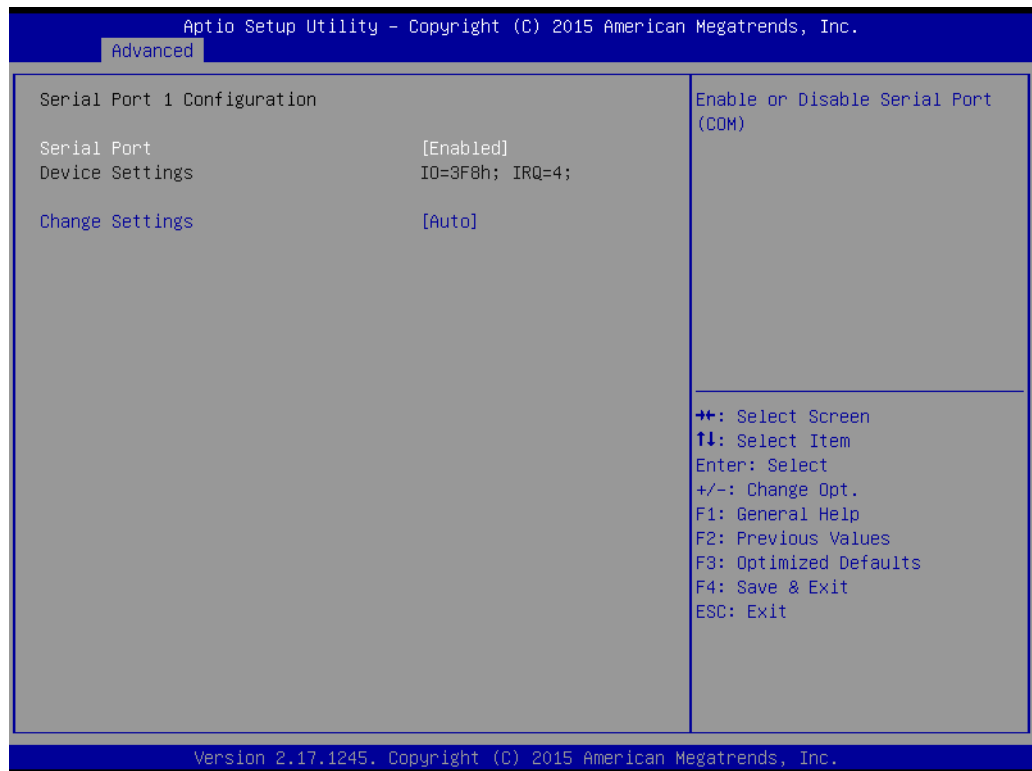 Aptio Setup Utility – Copyright (C) 2015 American Megatrends, Inc.
Advanced
Serial Port 1 Configuration
Serial Port [Enabled]
Device Settings IO=3F8h; IRQ=4;
Change Settings [Auto]
Enable or Disable Serial Port
(COM)
→←: Select Screen
↑↓: Select Item
Enter: Select
+/-: Change Opt.
F1: General Help
F2: Previous Values
F3: Optimized Defaults
F4: Save & Exit
ESC: Exit
Version 2.17.1245. Copyright (C) 2015 American Megatrends, Inc.